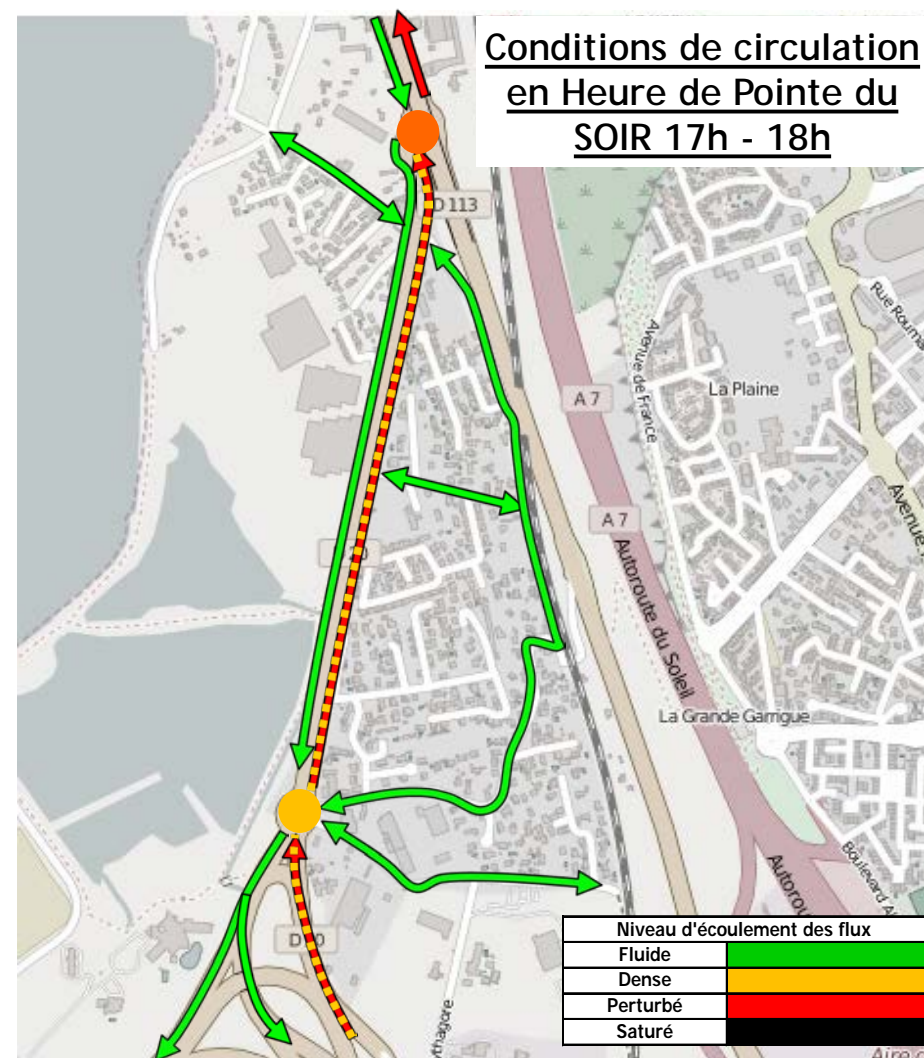 Conditions de circulation
en Heure de Pointe du
SOIR 17h - 18h
D 113
Avenue de France
La Plaine
A 7
A 7
Autoroute du Soleil
La Grande Garrigue
Niveau d'écoulement des flux
Fluide
Dense
Perturbé
Saturé